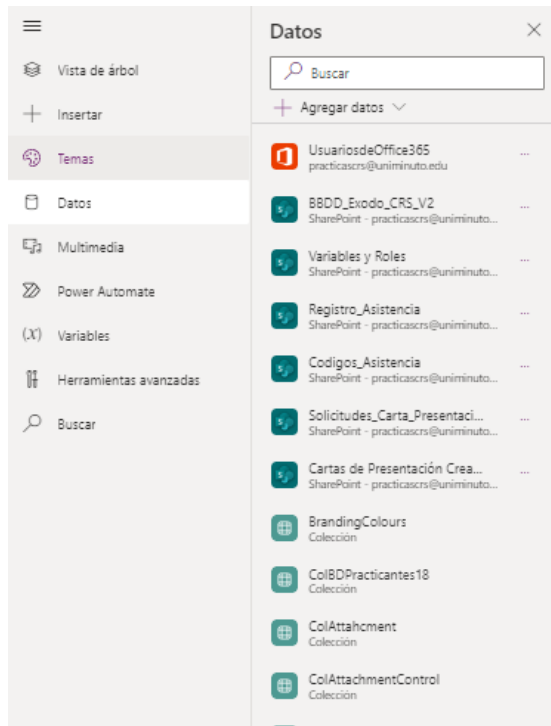 Vista de árbol
Insertar
Temas
Datos
Multimedia
Power Automate
(x) Variables
Herramientas avanzadas
Buscar
Datos
Buscar
Agregar datos
UsuariosdeOffice365
practicascrs@uniminuto.edu
BBDD_Exodo_CRS_V2
SharePoint - practicascrs@uniminuto...
Variables y Roles
SharePoint - practicascrs@uniminuto...
Registro_Asistencia
SharePoint - practicascrs@uniminuto...
Codigos_Asistencia
SharePoint - practicascrs@uniminuto...
Solicitudes_Carta_Presentaci...
SharePoint - practicascrs@uniminuto...
Cartas de Presentación Crea...
SharePoint - practicascrs@uniminuto...
BrandingColours
Colección
ColBDPracticantes18
Colección
ColAttahcment
Colección
ColAttachmentControl
Colección